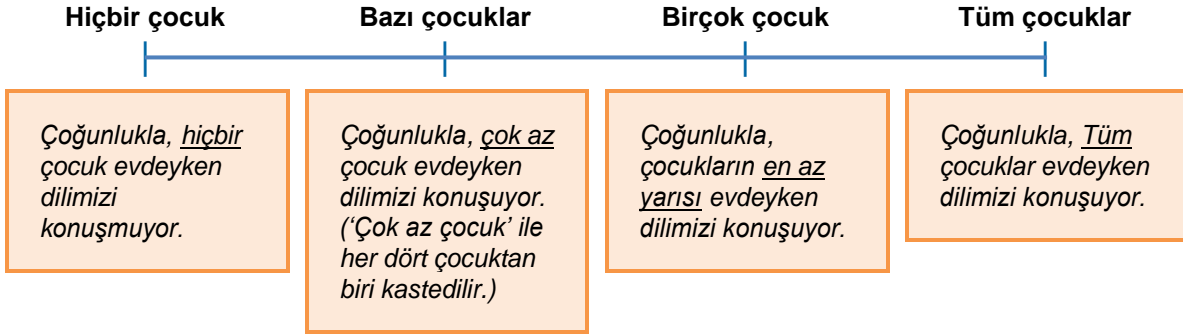 Hiçbir çocuk
Bazı çocuklar
Birçok çocuk
Tüm çocuklar
Çoğunlukla, hiçbir
çocuk evdeyken
dilimizi
konuşmuyor.
Çoğunlukla, çok az
çocuk evdeyken
dilimizi konuşuyor.
(‘Çok az çocuk’ ile
her dört çocuktan
biri kastedilir.)
Çoğunlukla,
çocukların en az
yarısı evdeyken
dilimizi konuşuyor.
Çoğunlukla, Tüm
çocuklar evdeyken
dilimizi konuşuyor.